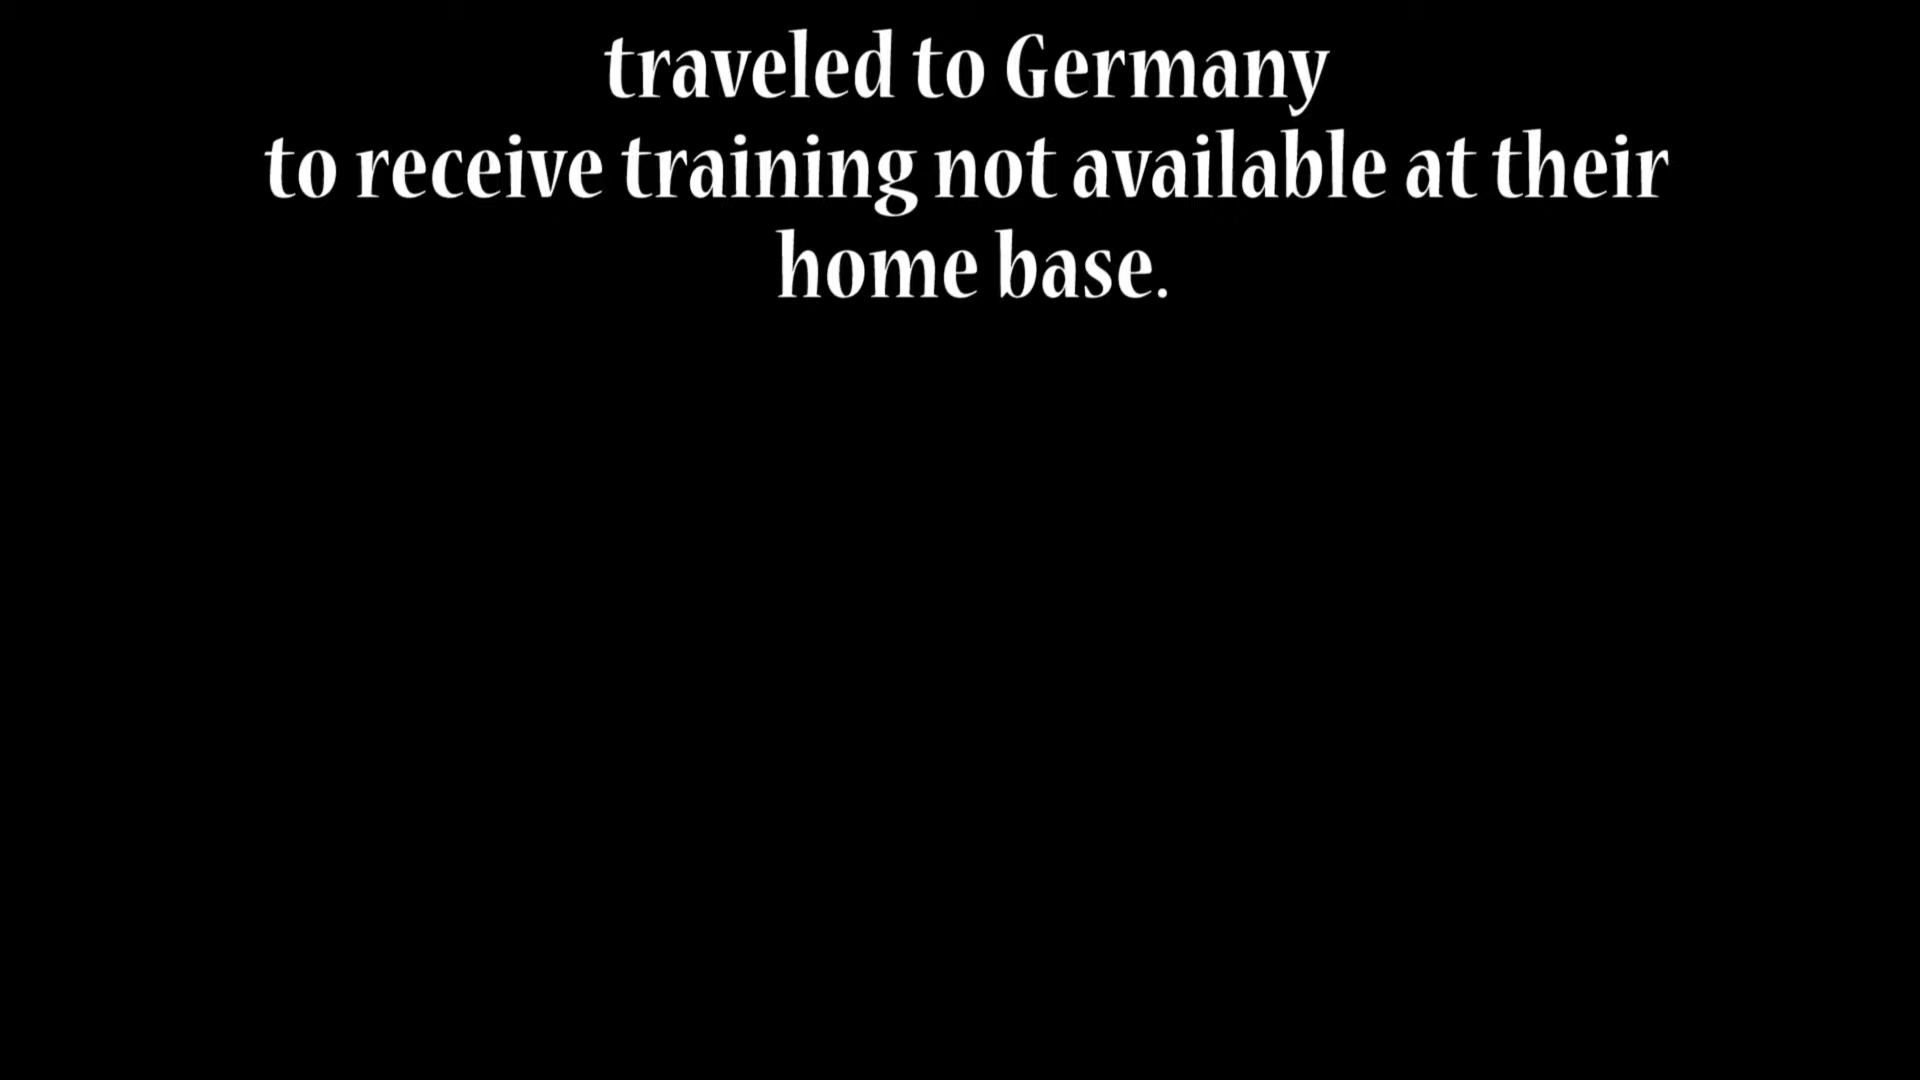 traveled to Germany
to receive training not available at their
home base.